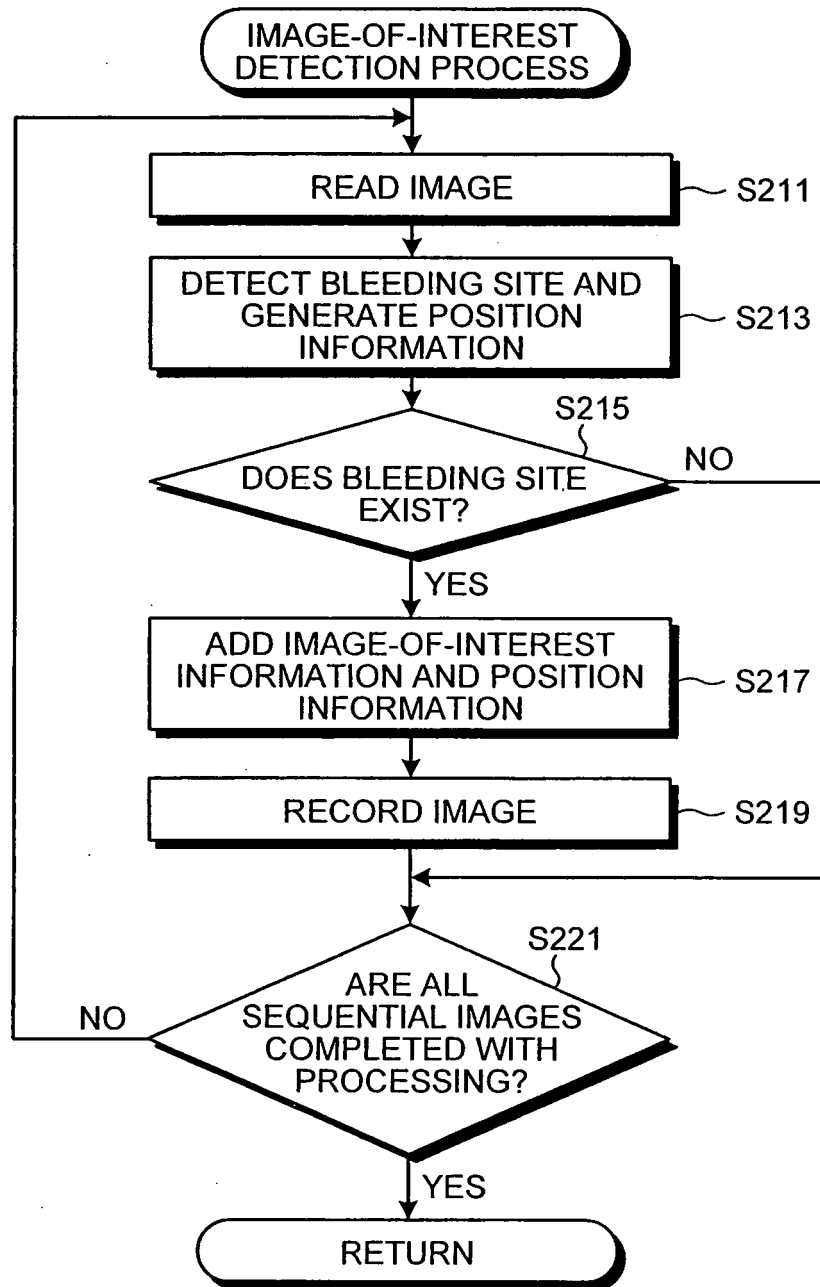 IMAGE-OF-INTEREST
DETECTION PROCESS
READ IMAGE
S211
DETECT BLEEDING SITE AND
GENERATE POSITION
INFORMATION
S213
S215
DOES BLEEDING SITE
EXIST?
NO
YES
ADD IMAGE-OF-INTEREST
INFORMATION AND POSITION
INFORMATION
S217
RECORD IMAGE
S219
S221
ARE ALL
SEQUENTIAL IMAGES
COMPLETED WITH
PROCESSING?
NO
YES
RETURN